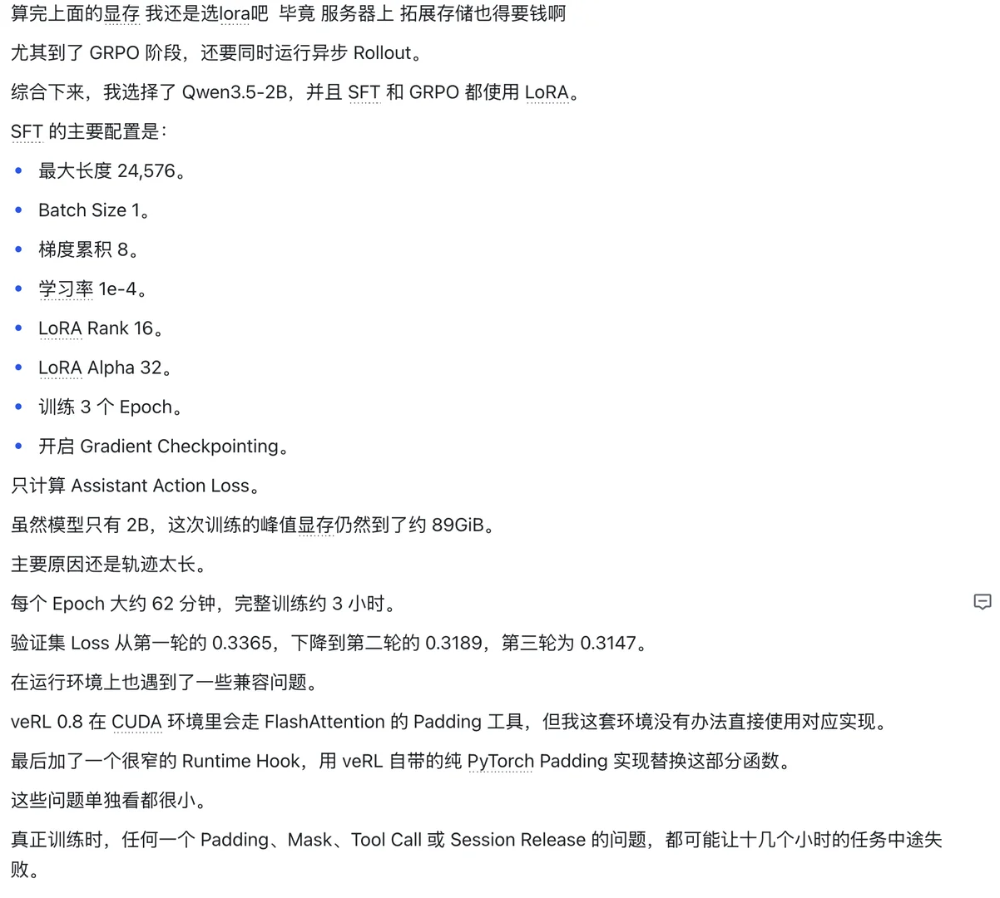 算完上面的显存 我还是选lora吧  毕竟 服务器上 拓展存储也得要钱啊
尤其到了 GRPO 阶段，还要同时运行异步 Rollout。
综合下来，我选择了 Qwen3.5-2B，并且 SFT 和 GRPO 都使用 LoRA。
SFT 的主要配置是：
• 最大长度 24,576。
• Batch Size 1。
• 梯度累积 8。
• 学习率 1e-4。
• LoRA Rank 16。
• LoRA Alpha 32。
• 训练 3 个 Epoch。
• 开启 Gradient Checkpointing。
只计算 Assistant Action Loss。
虽然模型只有 2B，这次训练的峰值显存仍然到了约 89GiB。
主要原因还是轨迹太长。
每个 Epoch 大约 62 分钟，完整训练约 3 小时。
验证集 Loss 从第一轮的 0.3365，下降到第二轮的 0.3189，第三轮为 0.3147。
在运行环境上也遇到了一些兼容问题。
veRL 0.8 在 CUDA 环境里会走 FlashAttention 的 Padding 工具，但我这套环境没有办法直接使用对应实现。
最后加了一个很窄的 Runtime Hook，用 veRL 自带的纯 PyTorch Padding 实现替换这部分函数。
这些问题单独看都很小。
真正训练时，任何一个 Padding、Mask、Tool Call 或 Session Release 的问题，都可能让十几个小时的任务中途失
败。